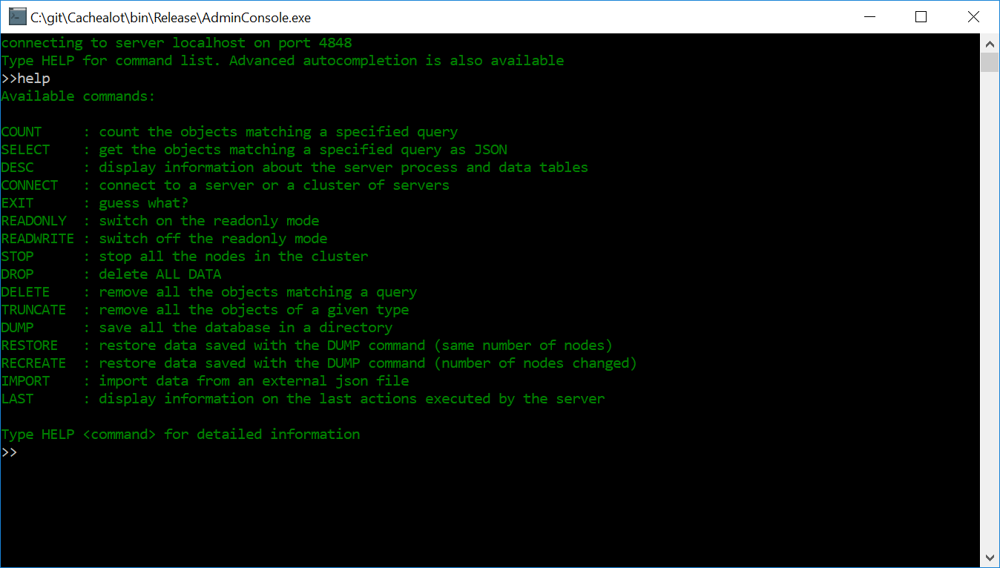 C:\git\Cachealot\bin\Release\AdminConsole.exe
connecting to server localhost on port 4848
Type HELP for command list. Advanced autocompletion is also available
>>help
Available commands:
COUNT     : count the objects matching a specified query
SELECT    : get the objects matching a specified query as JSON
DESC      : display information about the server process and data tables
CONNECT   : connect to a server or a cluster of servers
EXIT      : guess what?
READONLY  : switch on the readonly mode
READWRITE : switch off the readonly mode
STOP      : stop all the nodes in the cluster
DROP      : delete ALL DATA
DELETE    : remove all the objects matching a query
TRUNCATE  : remove all the objects of a given type
DUMP      : save all the database in a directory
RESTORE   : restore data saved with the DUMP command (same number of nodes)
RECREATE  : restore data saved with the DUMP command (number of nodes changed)
IMPORT    : import data from an external json file
LAST      : display information on the last actions executed by the server
Type HELP <command> for detailed information
>>